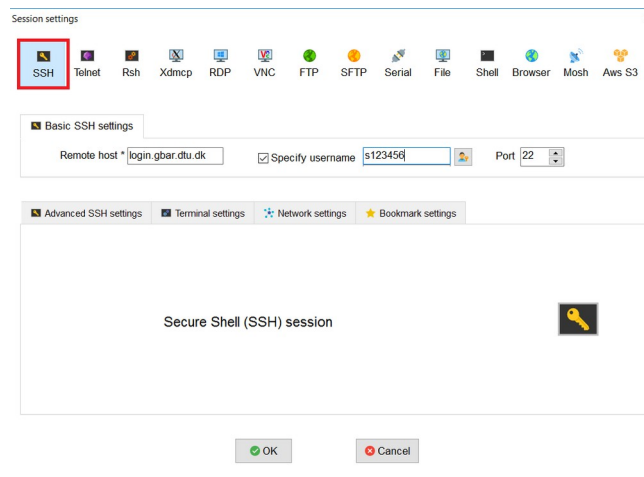 Session settings
SSH Telnet Rsh Xdmcp RDP VNC FTP SFTP Serial File Shell Browser Mosh Aws S3
Basic SSH settings
Remote host * login.gbar.dtu.dk Specify username s123456 Port 22
Advanced SSH settings Terminal settings Network settings Bookmark settings
Secure Shell (SSH) session
OK Cancel